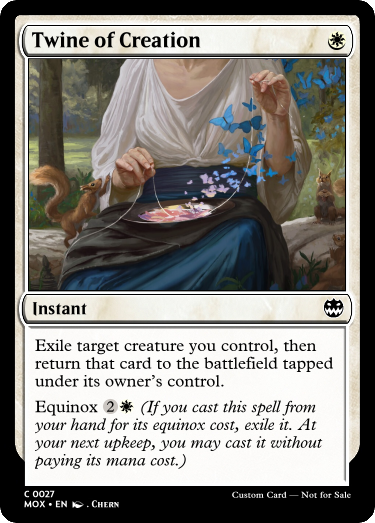 Twine of Creation
Instant
Exile target creature you control, then
return that card to the battlefield tapped
under its owner's control.
Equinox 2 (If you cast this spell from
your hand for its equinox cost, exile it. At
your next upkeep, you may cast it without
paying its mana cost.)
C 0027
Custom Card — Not for Sale
MOX • EN . Chern